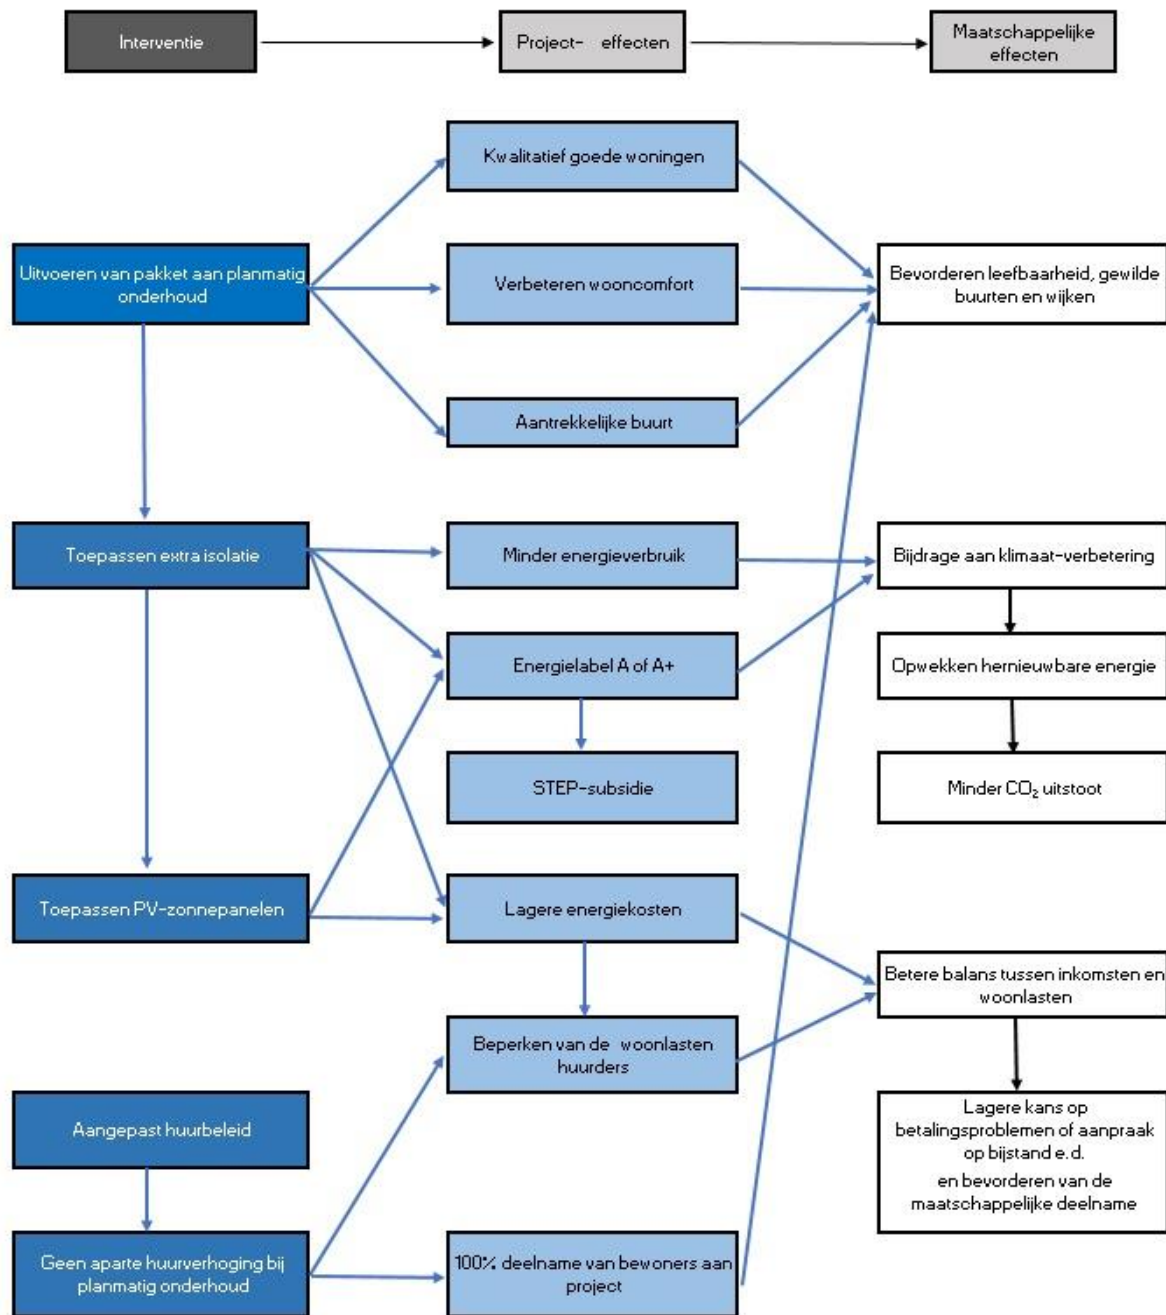 Interventie
Project- effecten
Maatschappelijke
effecten
Kwalitatief goede woningen
Uitvoeren van pakket aan planmatig
onderhoud
Verbeteren wooncomfort
Bevorderen leefbaarheid, gewilde
buurten en wijken
Aantrekkelijke buurt
Toepassen extra isolatie
Minder energieverbruik
Bijdrage aan klimaat-verbetering
Energielabel A of A+
Opwekken hernieuwbare energie
STEP-subsidie
Minder CO₂ uitstoot
Toepassen PV-zonnepanelen
Lagere energiekosten
Betere balans tussen inkomsten en
woonlasten
Beperken van de woonlasten
huurders
Aangepast huurbeleid
Lagere kans op
betalingsproblemen of aanpraak
op bijstand e.d.
en bevorderen van de
maatschappelijke deelname
Geen aparte huurverhoging bij
planmatig onderhoud
100% deelname van bewoners aan
project